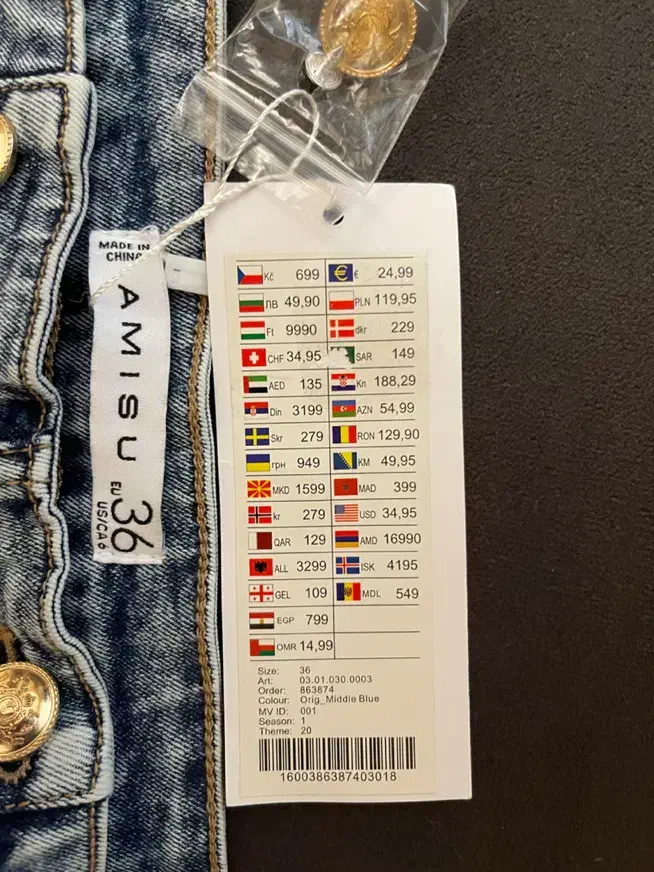 MADE IN
CHINA
AMISU
EU 36
US/CA 6
Kč 699 € 24,99
ЛВ 49,90 PLN 119,95
Ft 9990 dkr 229
CHF 34,95 SAR 149
AED 135 Kn 188,29
Din 3199 AZN 54,99
Skr 279 RON 129,90
грн 949 KM 49,95
MKD 1599 MAD 399
kr 279 USD 34,95
QAR 129 AMD 16990
ALL 3299 ISK 4195
GEL 109 MDL 549
EGP 799
OMR 14,99
Size: 36
Art: 03.01.030.0003
Order: 863874
Colour: Orig_Middle Blue
MV ID: 001
Season: 1
Theme: 20
1600386387403018